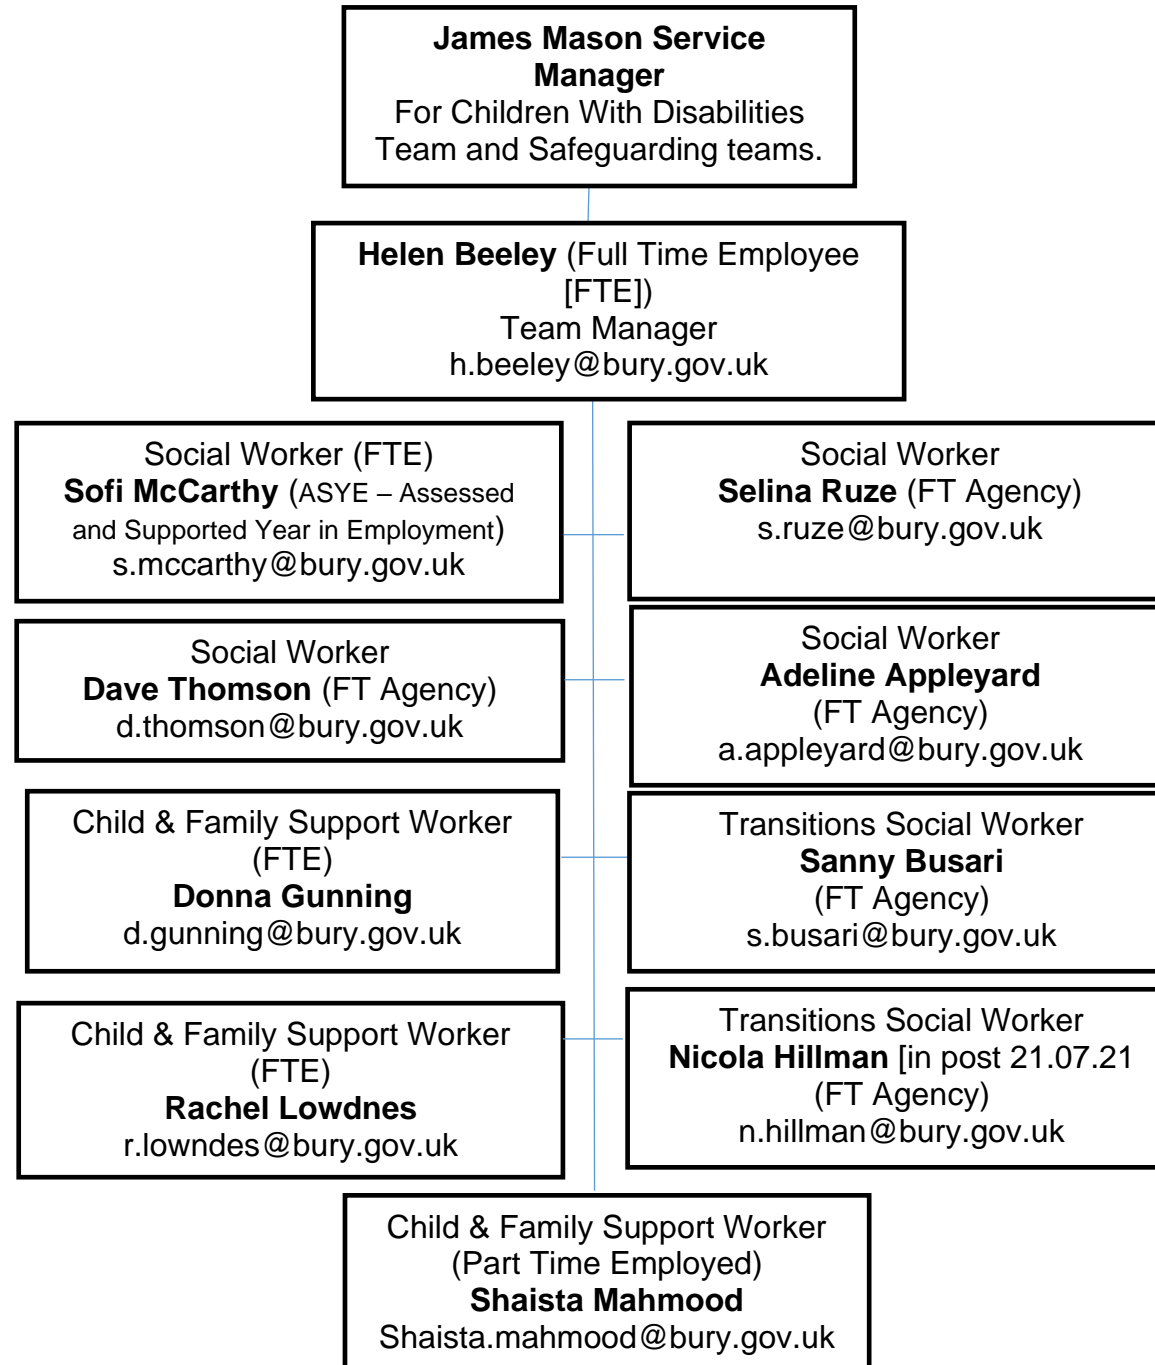 James Mason Service
Manager
For Children With Disabilities
Team and Safeguarding teams.
Helen Beeley (Full Time Employee
[FTE])
Team Manager
h.beeley@bury.gov.uk
Social Worker (FTE)
Sofi McCarthy (ASYE – Assessed
and Supported Year in Employment)
s.mccarthy@bury.gov.uk
Social Worker
Selina Ruze (FT Agency)
s.ruze@bury.gov.uk
Social Worker
Dave Thomson (FT Agency)
d.thomson@bury.gov.uk
Social Worker
Adeline Appleyard
(FT Agency)
a.appleyard@bury.gov.uk
Child & Family Support Worker
(FTE)
Donna Gunning
d.gunning@bury.gov.uk
Transitions Social Worker
Sanny Busari
(FT Agency)
s.busari@bury.gov.uk
Child & Family Support Worker
(FTE)
Rachel Lowdnes
r.lowndes@bury.gov.uk
Transitions Social Worker
Nicola Hillman [in post 21.07.21
(FT Agency)
n.hillman@bury.gov.uk
Child & Family Support Worker
(Part Time Employed)
Shaista Mahmood
Shaista.mahmood@bury.gov.uk